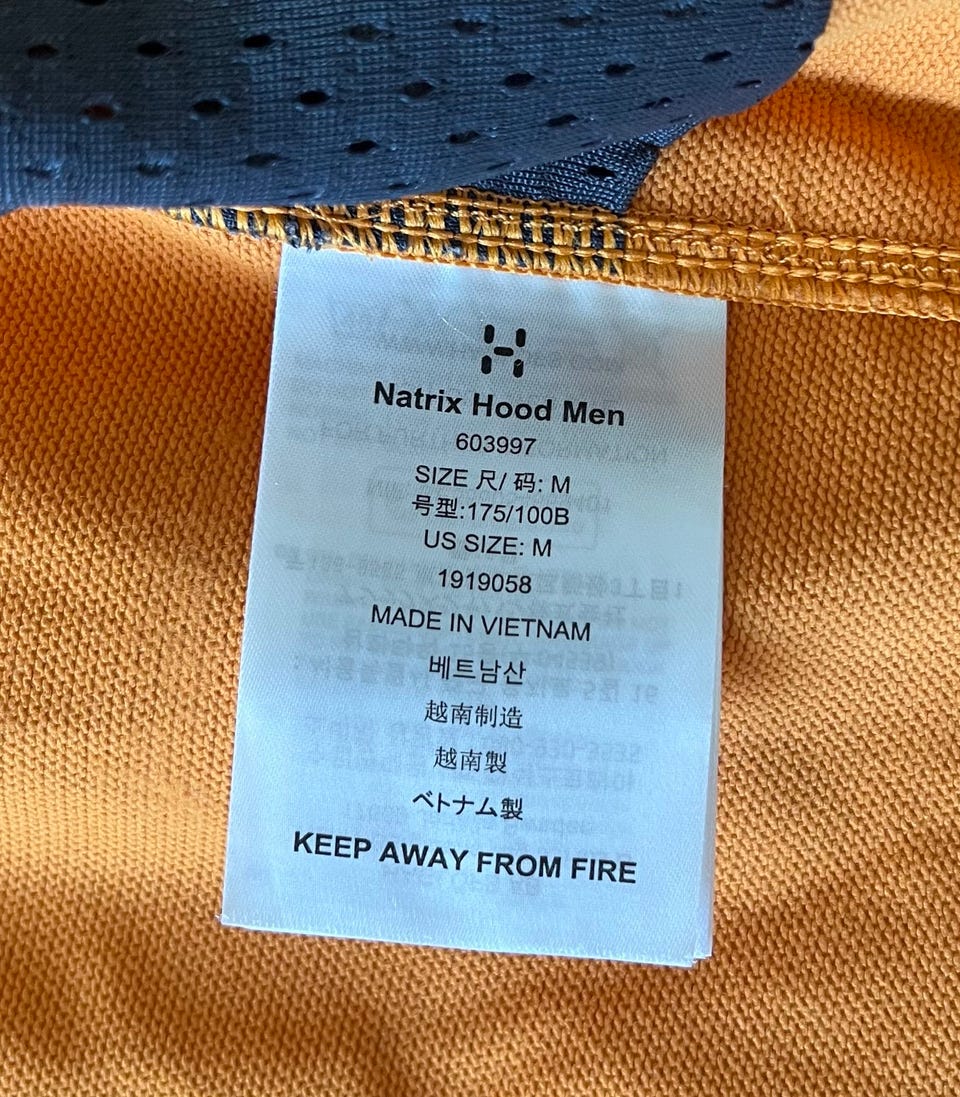 Natrix Hood Men
603997
SIZE 尺/ 码: M
号型:175/100B
US SIZE: M
1919058
MADE IN VIETNAM
베트남산
越南制造
越南製
ベトナム製
KEEP AWAY FROM FIRE